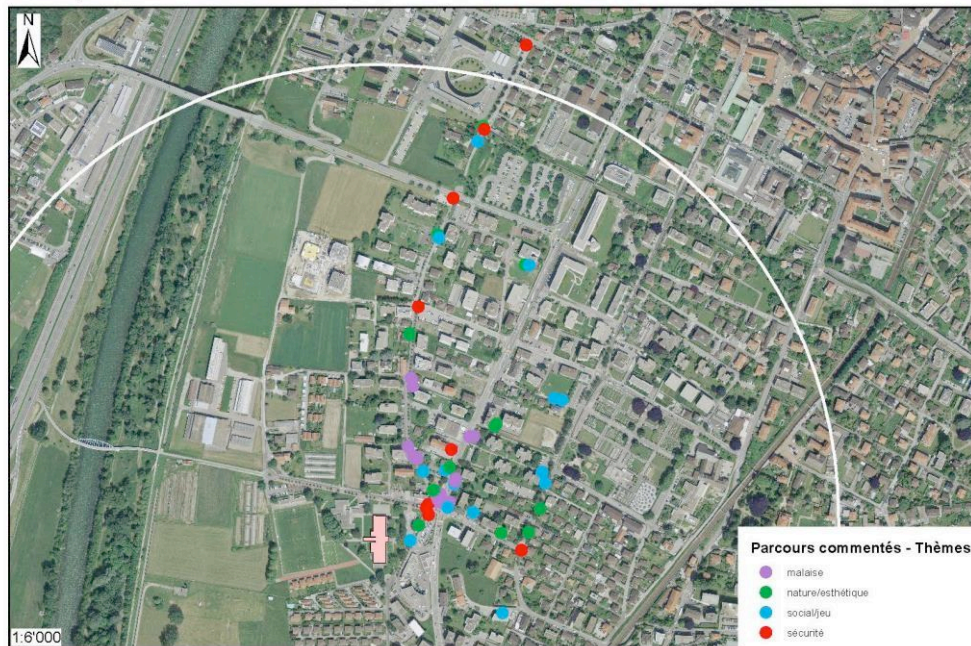 N
Parcours commentés - Thèmes
malaise
nature/esthétique
social/jeu
sécurité
1:6'000